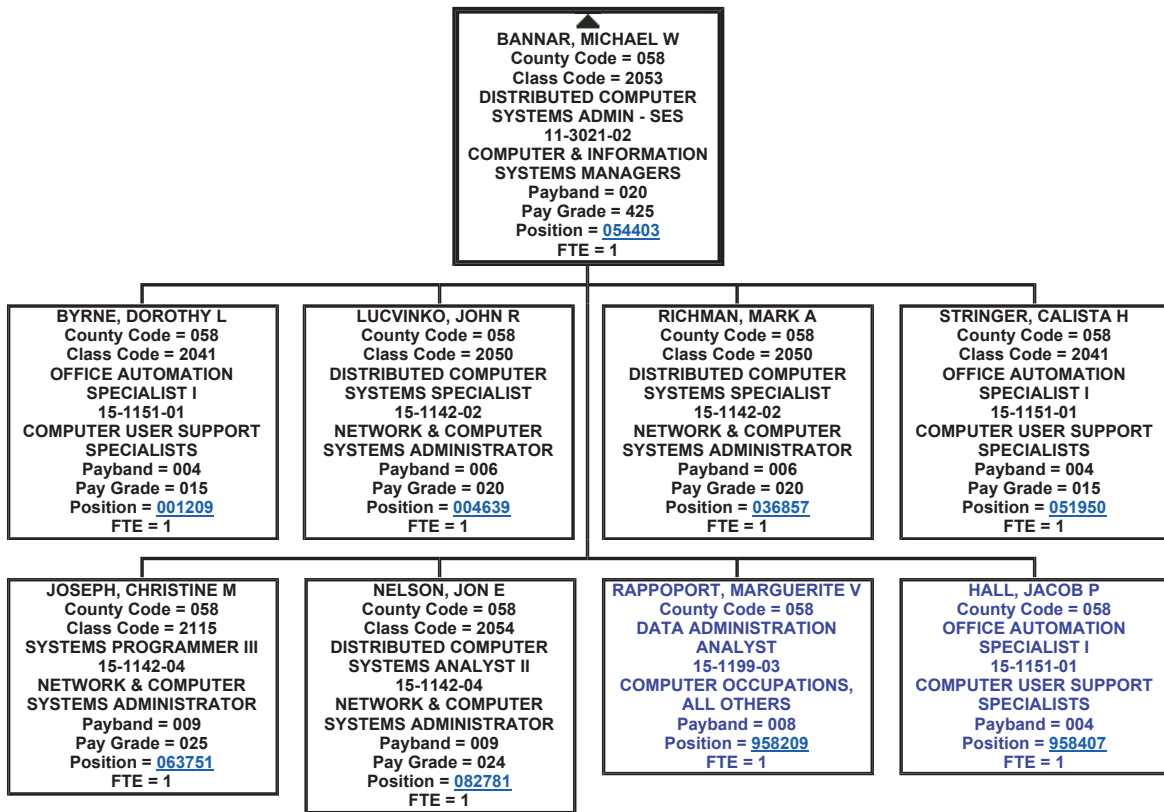 BANNAR, MICHAEL W
County Code = 058
Class Code = 2053
DISTRIBUTED COMPUTER
SYSTEMS ADMIN - SES
11-3021-02
COMPUTER & INFORMATION
SYSTEMS MANAGERS
Payband = 020
Pay Grade = 425
Position = 054403
FTE = 1
BYRNE, DOROTHY L
County Code = 058
Class Code = 2041
OFFICE AUTOMATION
SPECIALIST I
15-1151-01
COMPUTER USER SUPPORT
SPECIALISTS
Payband = 004
Pay Grade = 015
Position = 001209
FTE = 1
LUCVINKO, JOHN R
County Code = 058
Class Code = 2050
DISTRIBUTED COMPUTER
SYSTEMS SPECIALIST
15-1142-02
NETWORK & COMPUTER
SYSTEMS ADMINISTRATOR
Payband = 006
Pay Grade = 020
Position = 004639
FTE = 1
RICHMAN, MARK A
County Code = 058
Class Code = 2050
DISTRIBUTED COMPUTER
SYSTEMS SPECIALIST
15-1142-02
NETWORK & COMPUTER
SYSTEMS ADMINISTRATOR
Payband = 006
Pay Grade = 020
Position = 036857
FTE = 1
STRINGER, CALISTA H
County Code = 058
Class Code = 2041
OFFICE AUTOMATION
SPECIALIST I
15-1151-01
COMPUTER USER SUPPORT
SPECIALISTS
Payband = 004
Pay Grade = 015
Position = 051950
FTE = 1
JOSEPH, CHRISTINE M
County Code = 058
Class Code = 2115
SYSTEMS PROGRAMMER III
15-1142-04
NETWORK & COMPUTER
SYSTEMS ADMINISTRATOR
Payband = 009
Pay Grade = 025
Position = 063751
FTE = 1
NELSON, JON E
County Code = 058
Class Code = 2054
DISTRIBUTED COMPUTER
SYSTEMS ANALYST II
15-1142-04
NETWORK & COMPUTER
SYSTEMS ADMINISTRATOR
Payband = 009
Pay Grade = 024
Position = 082781
FTE = 1
RAPPOPORT, MARGUERITE V
County Code = 058
DATA ADMINISTRATION
ANALYST
15-1199-03
COMPUTER OCCUPATIONS,
ALL OTHERS
Payband = 008
Position = 958209
FTE = 1
HALL, JACOB P
County Code = 058
OFFICE AUTOMATION
SPECIALIST I
15-1151-01
COMPUTER USER SUPPORT
SPECIALISTS
Payband = 004
Position = 958407
FTE = 1